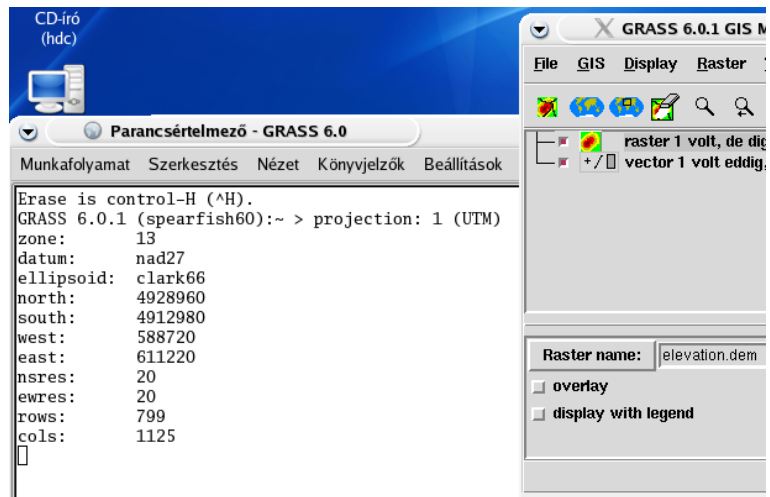 CD-író
(hdc)
Parancsértelmező - GRASS 6.0
Munkafolyamat Szerkesztés Nézet Könyvjelzők Beállítások
Erase is control-H (^H).
GRASS 6.0.1 (spearfish60):~ > projection: 1 (UTM)
zone: 13
datum: nad27
ellipsoid: clark66
north: 4928960
south: 4912980
west: 588720
east: 611220
nsres: 20
ewres: 20
rows: 799
cols: 1125
GRASS 6.0.1 GIS M
File GIS Display Raster
raster 1 volt, de dig
+/ vector 1 volt eddig,
Raster name: elevation.dem
overlay
display with legend